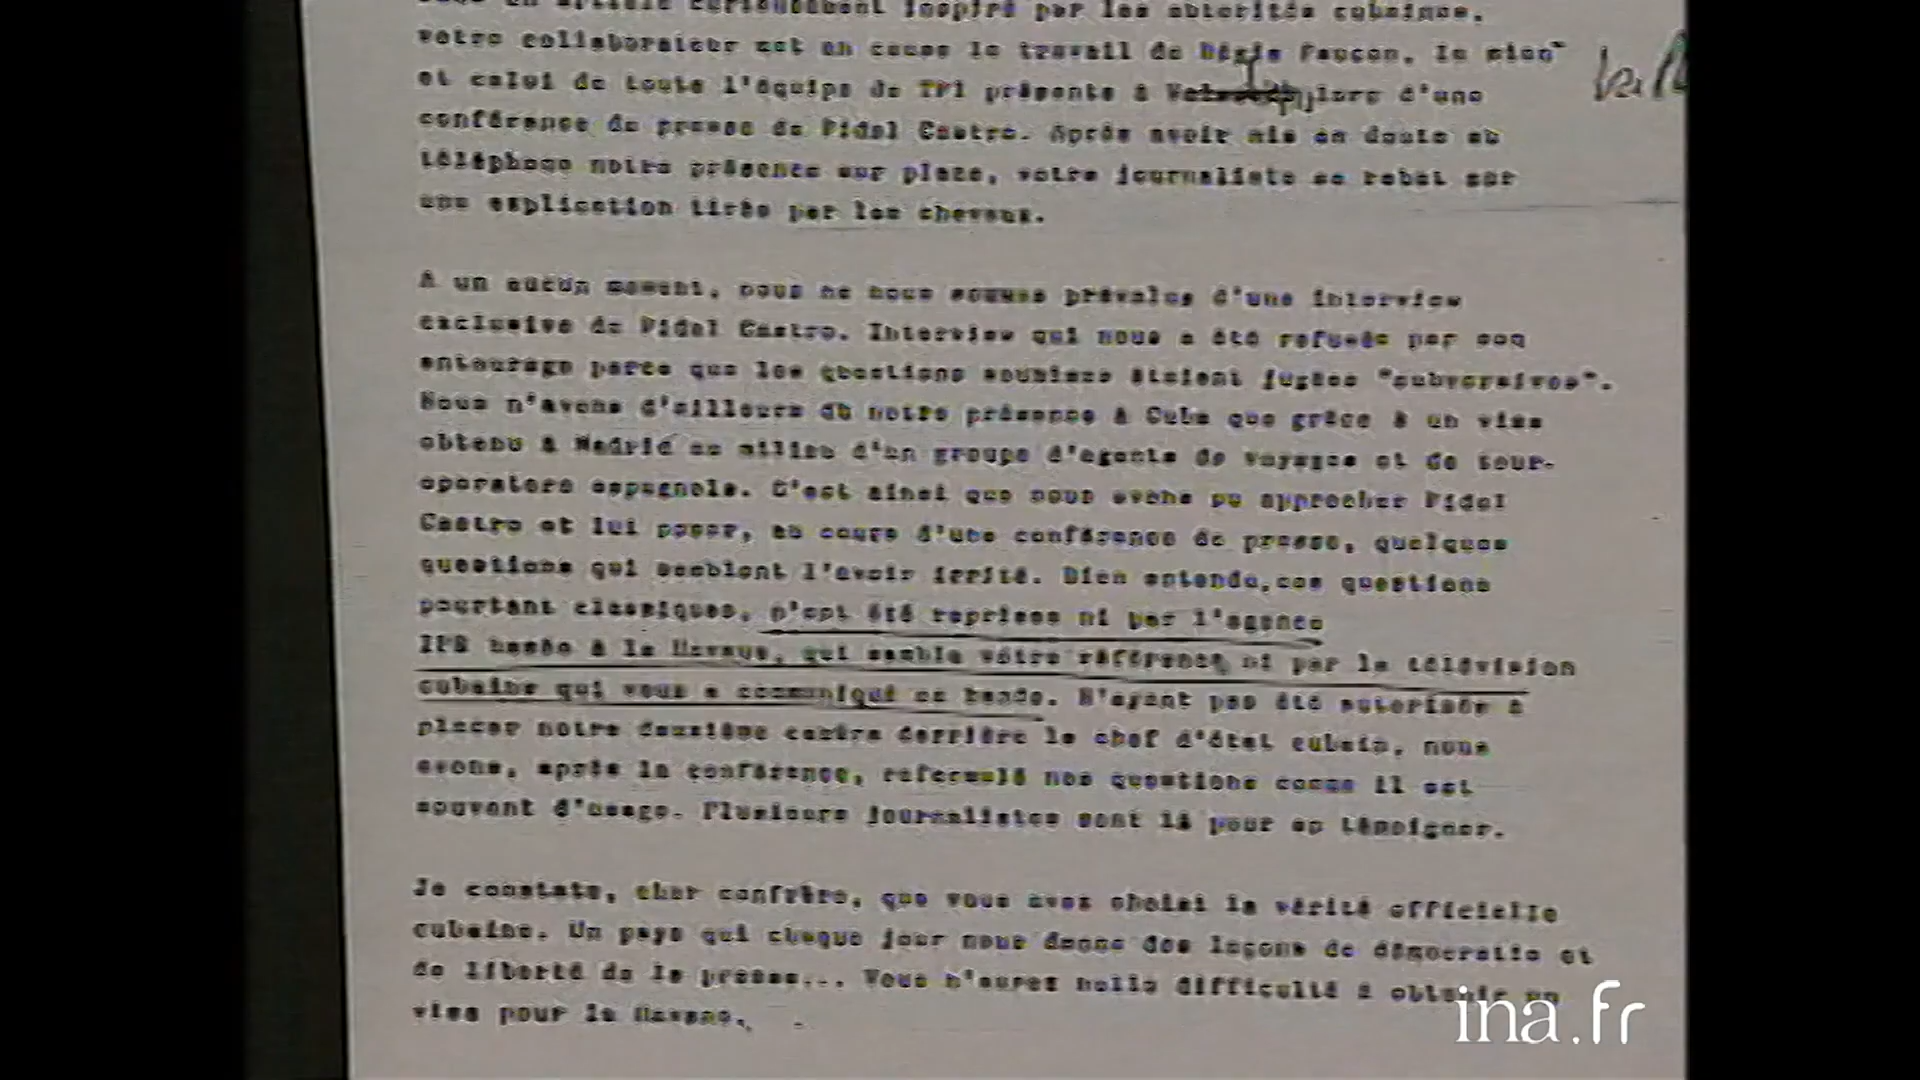 Dans un article curieusement inspiré par les autorités cubaines,
votre collaborateur met en cause le travail de Régis Faucon, le mien
et celui de toute l'équipe de TF1 présente à lors d'une
conférence de presse de Fidel Castro. Après avoir mis en doute au
téléphone notre présence sur place, votre journaliste se rabat sur
une explication tirée par les cheveux.
A un aucun moment, nous ne nous sommes prévalus d'une interview
exclusive de Fidel Castro. Interview qui nous a été refusée par son
entourage parce que les questions soumises étaient jugées "subversives".
Nous n'avons d'ailleurs dû notre présence à Cuba que grâce à un visa
obtenu à Madrid au milieu d'un groupe d'agents de voyages et de tour-
operators espagnols. C'est ainsi que nous avons pu approcher Fidel
Castro et lui poser, au cours d'une conférence de presse, quelques
questions qui semblent l'avoir irrité. Bien entendu, ces questions
pourtant classiques, n'ont été reprises ni par l'agence
IPS basée à la Havane, qui semble votre référence, ni par la télévision
cubaine qui vous a communiqué sa bande. N'ayant pas été autorisés à
placer notre deuxième caméra derrière le chef d'état cubain, nous
avons, après la conférence, reformulé nos questions comme il est
souvent d'usage. Plusieurs journalistes sont là pour en témoigner.
Je constate, cher confrère, que vous avez choisi la vérité officielle
cubaine. Un pays qui chaque jour nous donne des leçons de démocratie et
de liberté de la presse... Vous n'aurez nulle difficulté à obtenir un
visa pour la Havane.
ina.fr